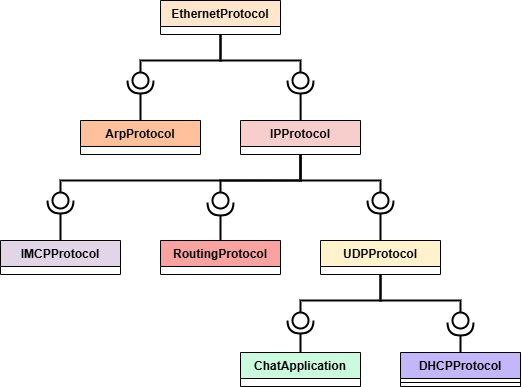 EthernetProtocol
ArpProtocol
IPProtocol
IMCPProtocol
RoutingProtocol
UDPProtocol
ChatApplication
DHCPProtocol